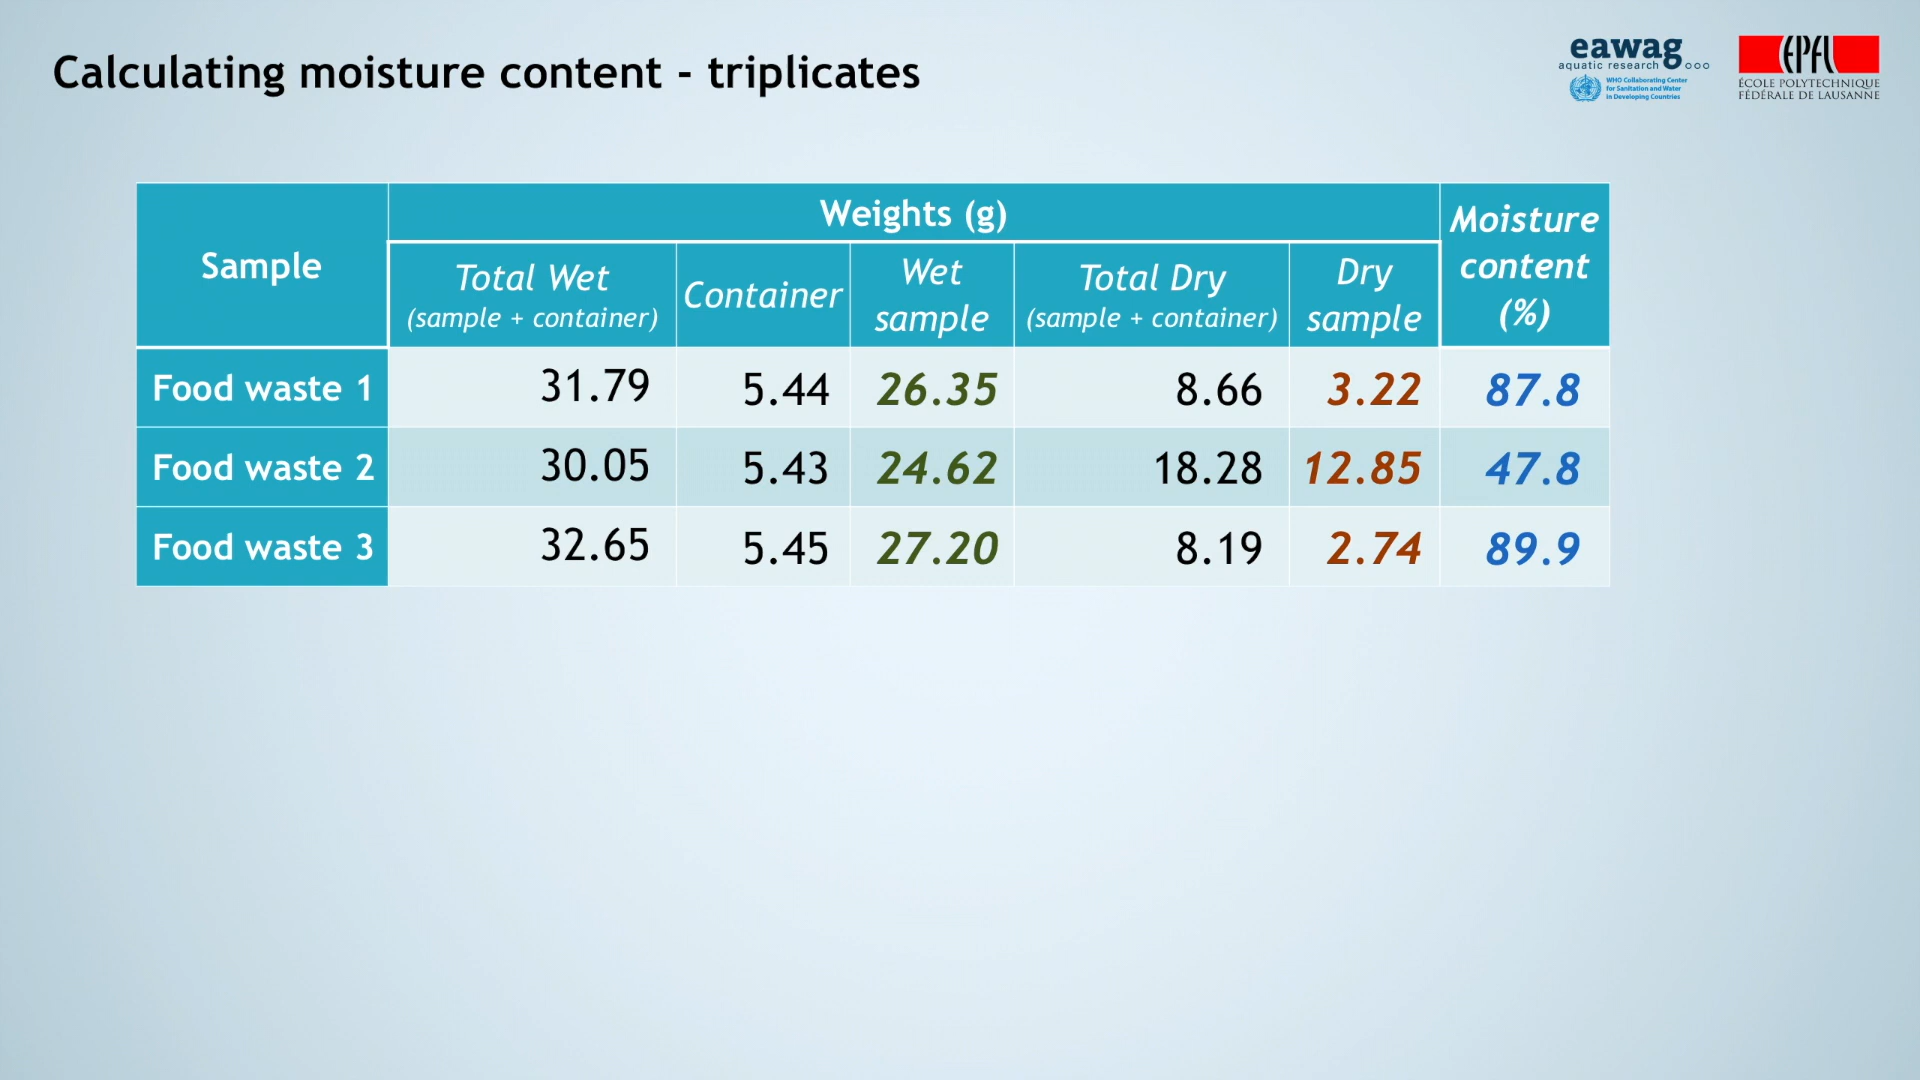 Calculating moisture content - triplicates
eawag
aquatic research
WHO Collaborating Center
for Sanitation and Water
in Developing Countries
EPFL
ÉCOLE POLYTECHNIQUE
FÉDÉRALE DE LAUSANNE
Sample
Weights (g)
Moisture
content
(%)
Total Wet
(sample + container)
Container
Wet
sample
Total Dry
(sample + container)
Dry
sample
Food waste 1 31.79 5.44 26.35 8.66 3.22 87.8
Food waste 2 30.05 5.43 24.62 18.28 12.85 47.8
Food waste 3 32.65 5.45 27.20 8.19 2.74 89.9